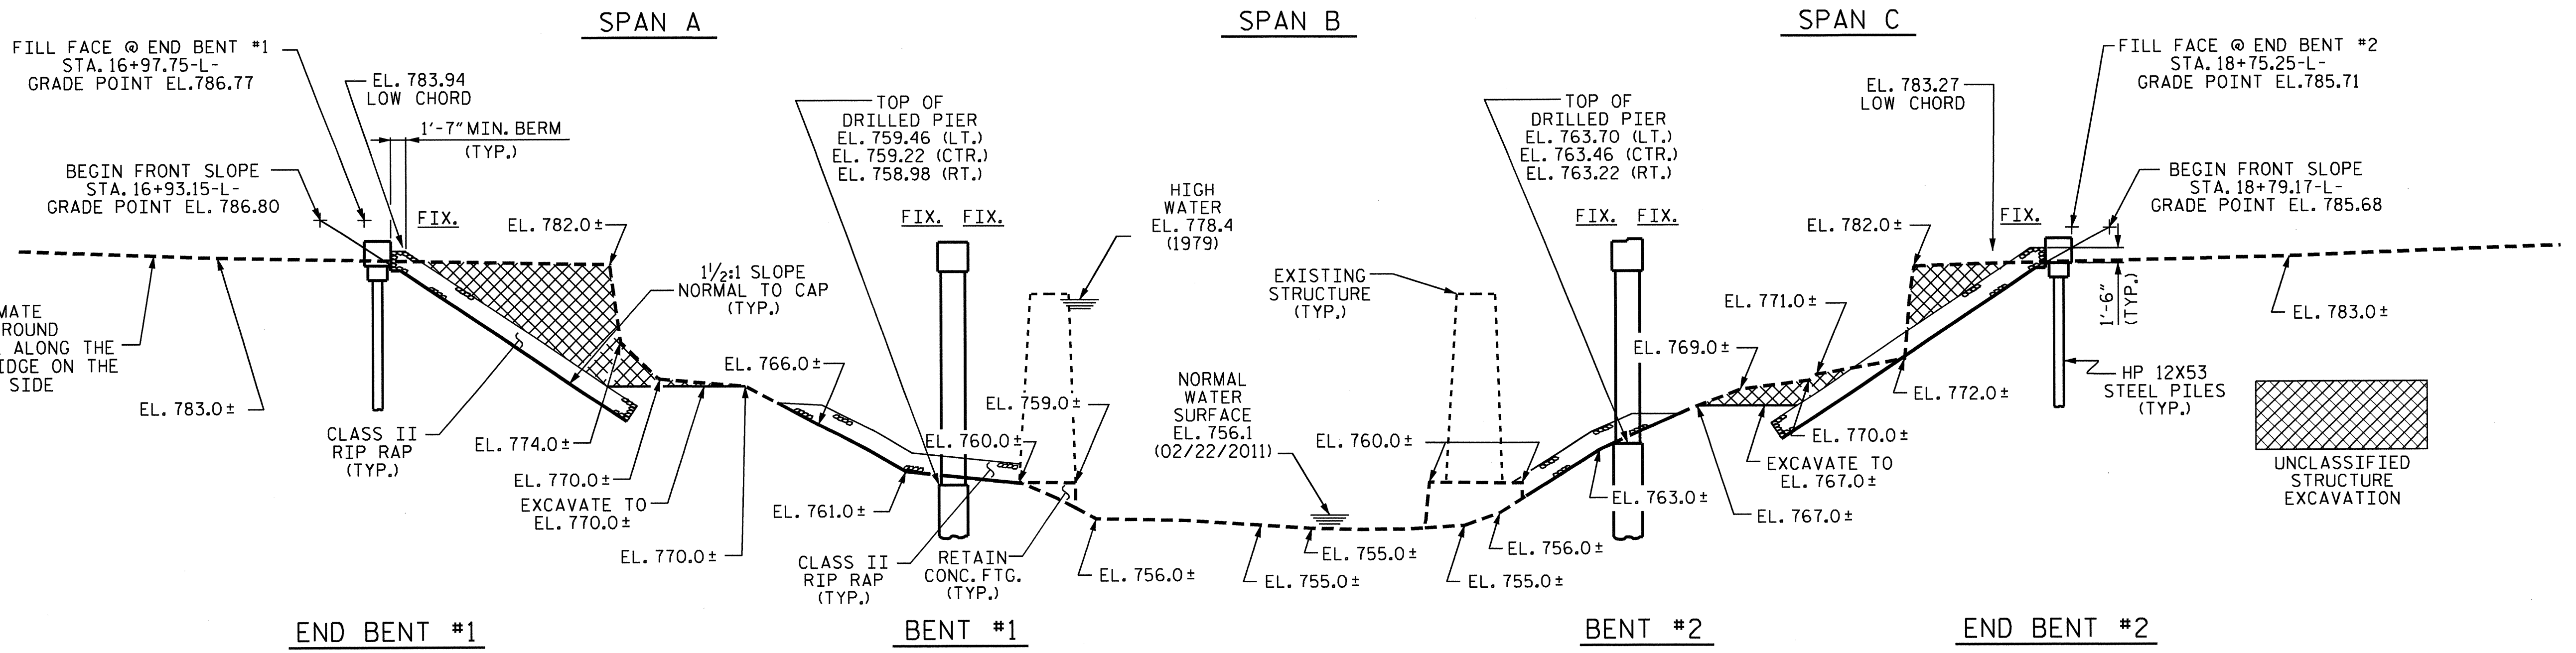 SPAN A
SPAN B
SPAN C
FILL FACE @ END BENT #1
STA. 16+97.75-L-
GRADE POINT EL.786.77
EL. 783.94
LOW CHORD
1'-7" MIN. BERM
(TYP.)
BEGIN FRONT SLOPE
STA. 16+93.15-L-
GRADE POINT EL. 786.80
FIX.
EL. 782.0±
1½:1 SLOPE
NORMAL TO CAP
(TYP.)
TOP OF
DRILLED PIER
EL. 759.46 (LT.)
EL. 759.22 (CTR.)
EL. 758.98 (RT.)
FIX. FIX.
HIGH
WATER
EL. 778.4
(1979)
EXISTING
STRUCTURE
(TYP.)
TOP OF
DRILLED PIER
EL. 763.70 (LT.)
EL. 763.46 (CTR.)
EL. 763.22 (RT.)
FIX. FIX.
EL. 783.27
LOW CHORD
FILL FACE @ END BENT #2
STA. 18+75.25-L-
GRADE POINT EL.785.71
BEGIN FRONT SLOPE
STA. 18+79.17-L-
GRADE POINT EL. 785.68
FIX.
EL. 782.0±
MATE
ROUND
ALONG THE
IDGE ON THE
SIDE
EL. 783.0±
CLASS II
RIP RAP
(TYP.)
EL. 774.0±
EL. 770.0±
EXCAVATE TO
EL. 770.0±
EL. 770.0±
EL. 766.0±
EL. 761.0±
CLASS II
RIP RAP
(TYP.)
RETAIN
CONC. FTG.
(TYP.)
EL. 760.0±
EL. 759.0±
EL. 756.0±
NORMAL
WATER
SURFACE
EL. 756.1
(02/22/2011)
EL. 755.0±
EL. 755.0±
EL. 760.0±
EL. 755.0±
EL. 756.0±
EL. 763.0±
EL. 767.0±
EL. 769.0±
EL. 771.0±
EL. 770.0±
EXCAVATE TO
EL. 767.0±
EL. 772.0±
1'-6"
(TYP.)
HP 12X53
STEEL PILES
(TYP.)
EL. 783.0±
UNCLASSIFIED
STRUCTURE
EXCAVATION
END BENT #1
BENT #1
BENT #2
END BENT #2